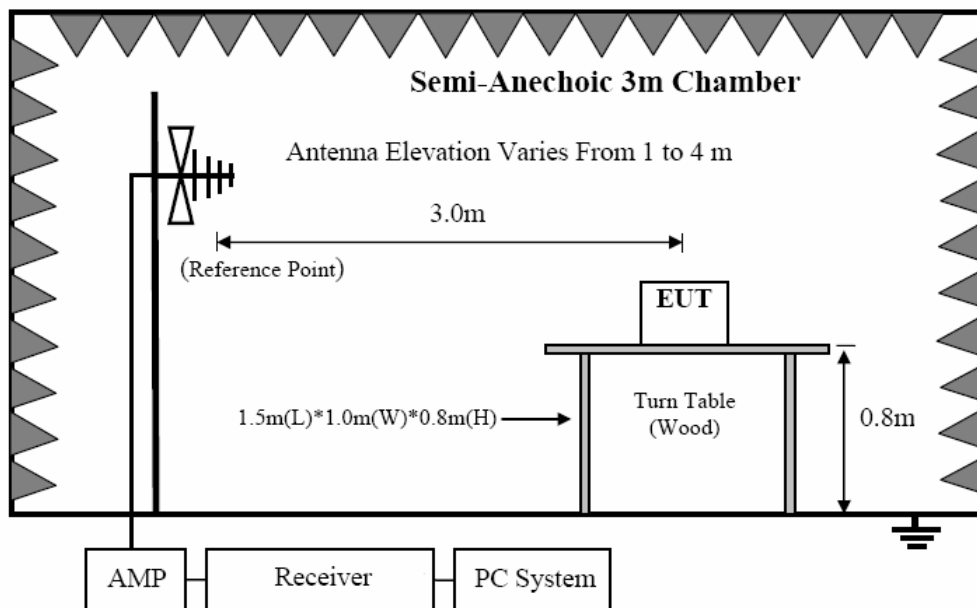 Semi-Anechoic 3m Chamber
Antenna Elevation Varies From 1 to 4 m
3.0m
(Reference Point)
EUT
1.5m(L)*1.0m(W)*0.8m(H)
Turn Table
(Wood)
0.8m
AMP
Receiver
PC System